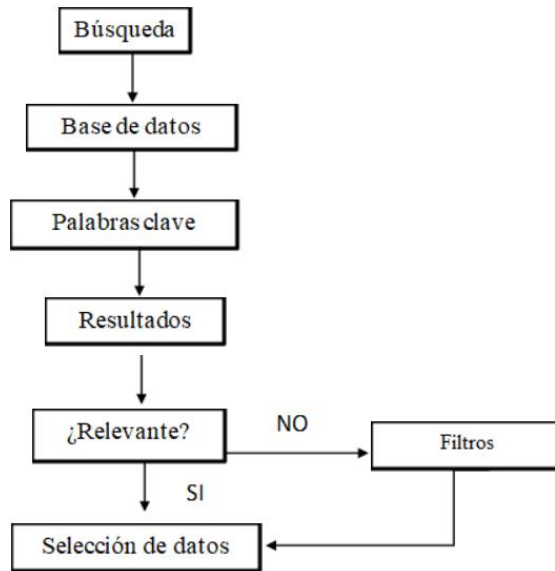 Búsqueda
Base de datos
Palabras clave
Resultados
¿Relevante?
NO
Filtros
SI
Selección de datos